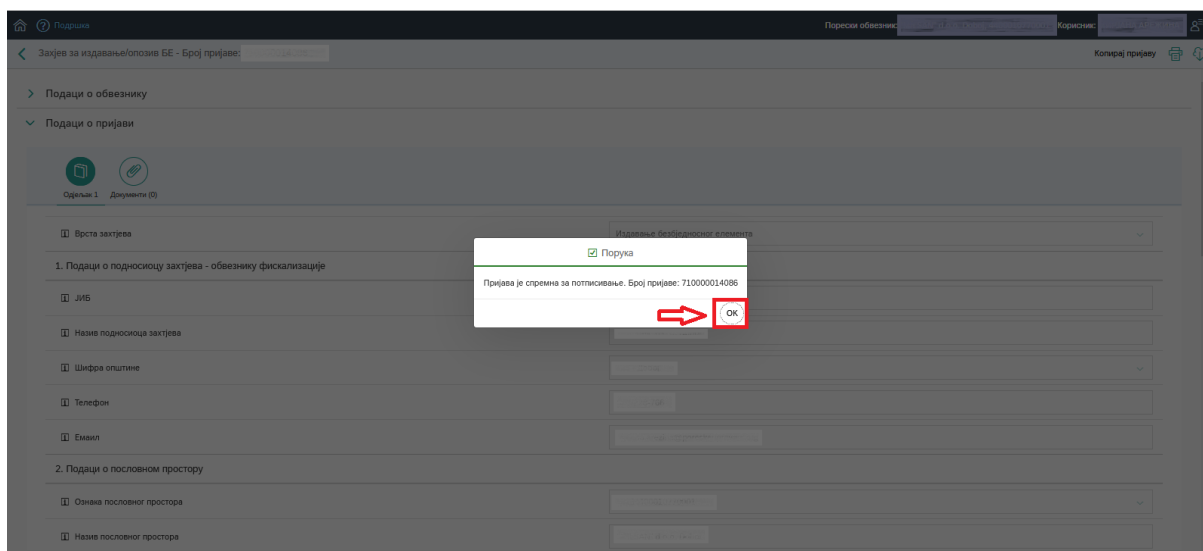 Подршка
Порески обвезник:
Корисник:
Захјев за издавање/опозив БЕ - Број пријаве:
Копирај пријаву
Подаци о обвезнику
Подаци о пријави
Одјељак 1 Документи (0)
Врста захтјева
Издавање безбједносног елемента
Порука
1. Подаци о подносиоцу захтјева - обвезнику фискализације
Пријава је спремна за потписивање. Број пријаве: 710000014086
ЈИБ
ОК
Назив подносиоца захтјева
Шифра општине
Телефон
Емаил
2. Подаци о пословном простору
Ознака пословног простора
Назив пословног простора